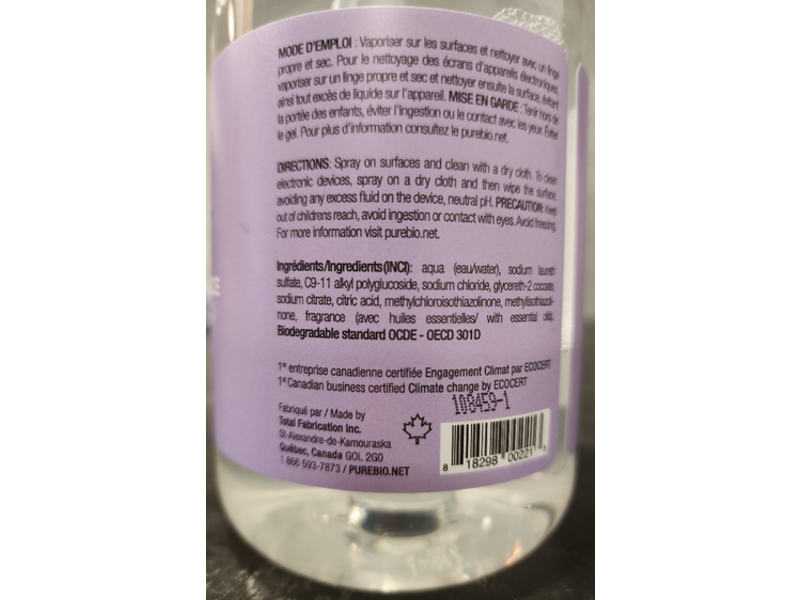 MODE D'EMPLOI : Vaporiser sur les surfaces et nettoyer avec un linge
propre et sec. Pour le nettoyage des écrans d'appareils électroniques,
vaporiser sur un linge propre et sec et nettoyer ensuite la surface, évitant
ainsi tout excès de liquide sur l'appareil. MISE EN GARDE : Tenir hors de
la portée des enfants, éviter l'ingestion ou le contact avec les yeux. Éviter
le gel. Pour plus d'information consultez le purebio.net.
DIRECTIONS: Spray on surfaces and clean with a dry cloth. To clean
electronic devices, spray on a dry cloth and then wipe the surface,
avoiding any excess fluid on the device, neutral pH. PRECAUTION: Keep
out of childrens reach, avoid ingestion or contact with eyes. Avoid freezing.
For more information visit purebio.net.
Ingrédients/Ingredients (INCI): aqua (eau/water), sodium laureth
sulfate, C9-11 alkyl polyglucoside, sodium chloride, glycereth-2 cocoate,
sodium citrate, citric acid, methylchloroisothiazolinone, methylisothiazoli-
none, fragrance (avec huiles essentielles/ with essential oils).
Biodegradable standard OCDE - OECD 301D
1re entreprise canadienne certifiée Engagement Climat par ECOCERT
1st Canadian business certified Climate change by ECOCERT
108459-1
Fabriqué par / Made by
Total Fabrication Inc.
St-Alexandre-de-Kamouraska
Québec, Canada G0L 2G0
1 866 593-7873 / PUREBIO.NET
8 18298 00221